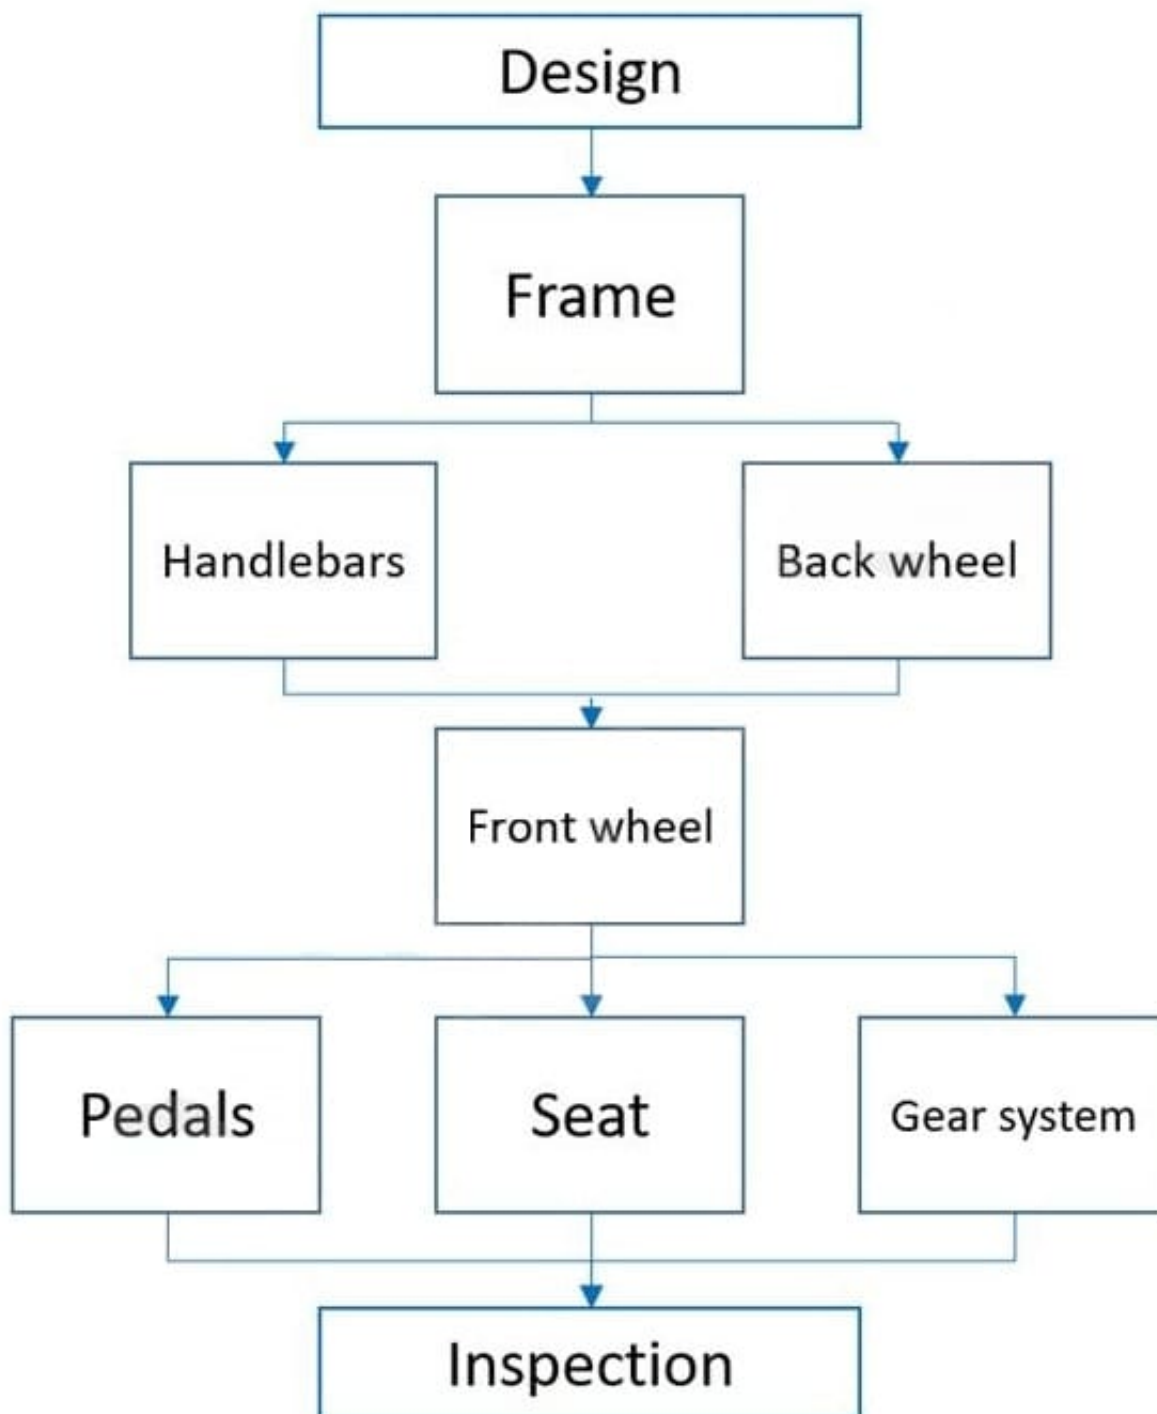 Design
Frame
Handlebars
Back wheel
Front wheel
Pedals
Seat
Gear system
Inspection